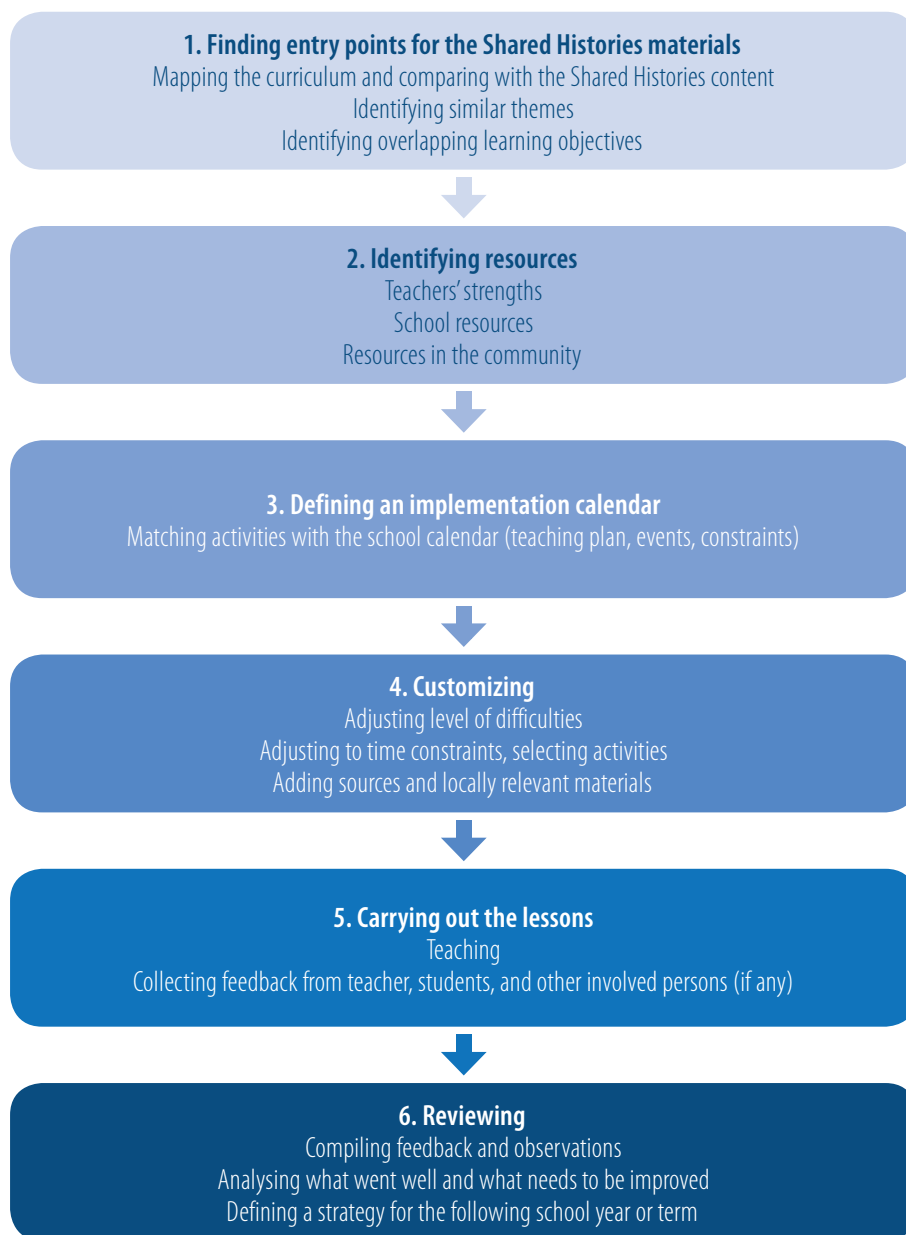 1. Finding entry points for the Shared Histories materials
Mapping the curriculum and comparing with the Shared Histories content
Identifying similar themes
Identifying overlapping learning objectives
2. Identifying resources
Teachers’ strengths
School resources
Resources in the community
3. Defining an implementation calendar
Matching activities with the school calendar (teaching plan, events, constraints)
4. Customizing
Adjusting level of difficulties
Adjusting to time constraints, selecting activities
Adding sources and locally relevant materials
5. Carrying out the lessons
Teaching
Collecting feedback from teacher, students, and other involved persons (if any)
6. Reviewing
Compiling feedback and observations
Analysing what went well and what needs to be improved
Defining a strategy for the following school year or term